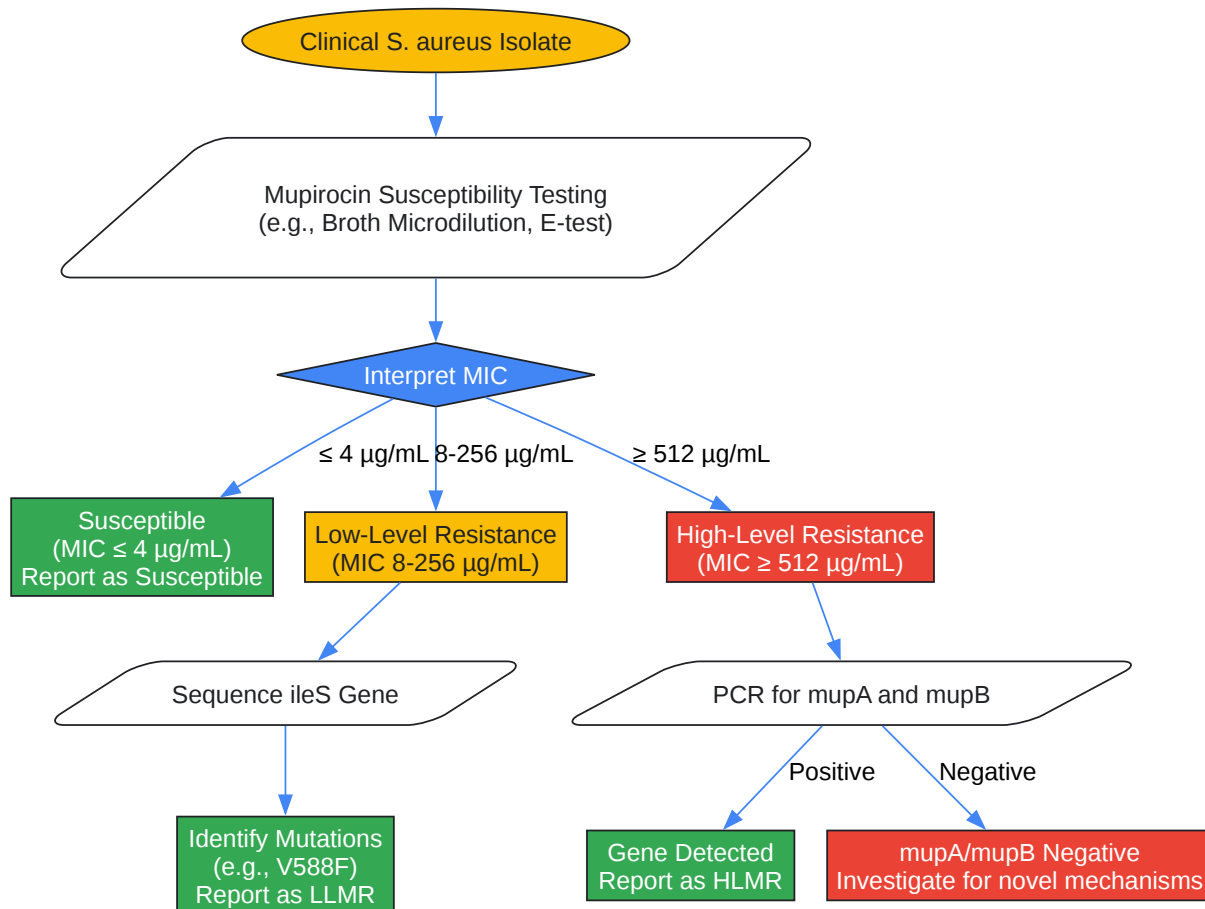 Clinical S. aureus Isolate
Mupirocin Susceptibility Testing
(e.g., Broth Microdilution, E-test)
Interpret MIC
≤ 4 µg/mL
8-256 µg/mL
≥ 512 µg/mL
Susceptible
(MIC ≤ 4 µg/mL)
Report as Susceptible
Low-Level Resistance
(MIC 8-256 µg/mL)
High-Level Resistance
(MIC ≥ 512 µg/mL)
Sequence ileS Gene
PCR for mupA and mupB
Positive
Negative
Identify Mutations
(e.g., V588F)
Report as LLMR
Gene Detected
Report as HLMR
mupA/mupB Negative
Investigate for novel mechanisms